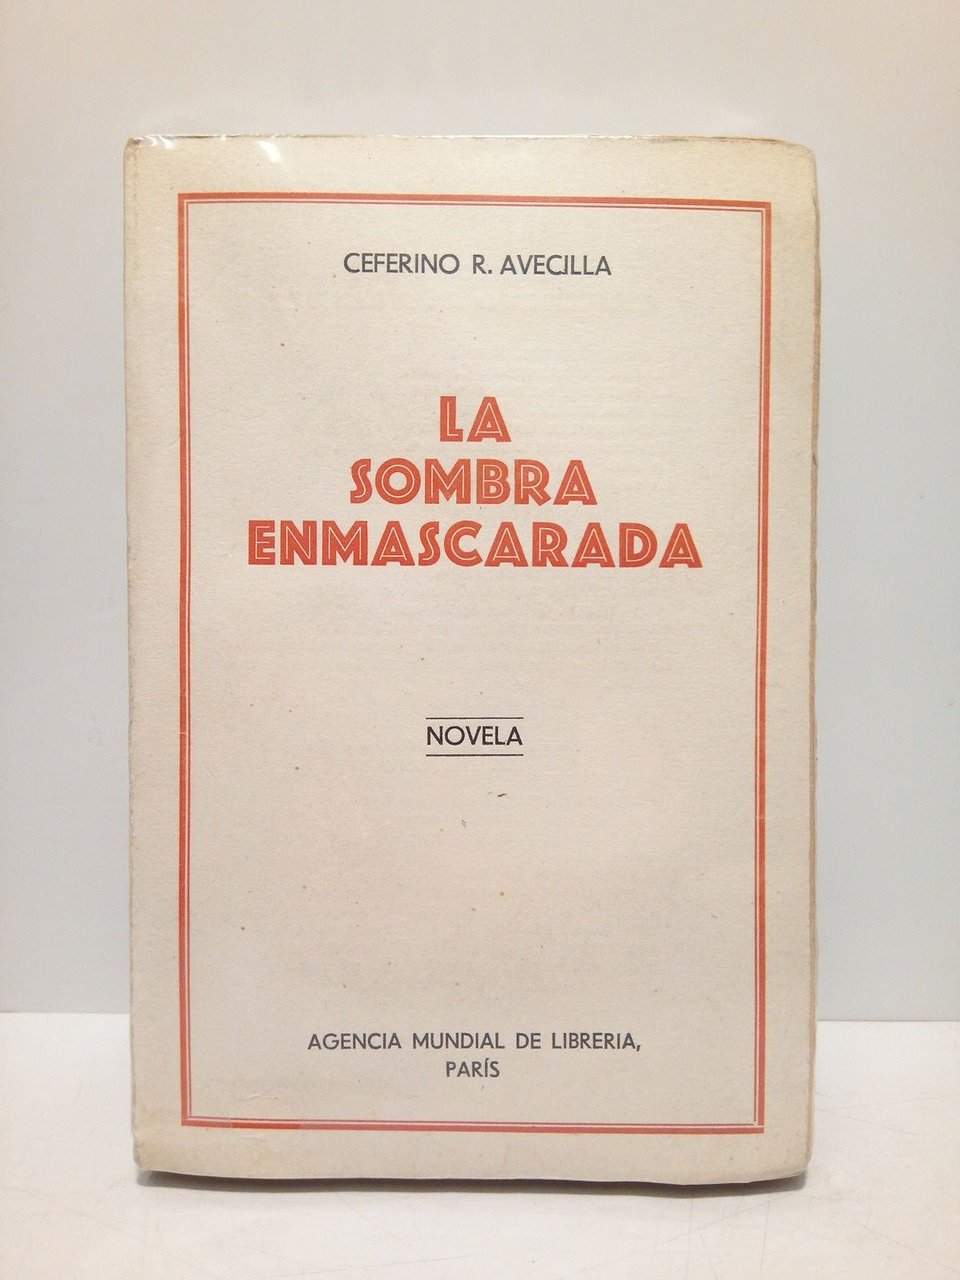 CEFERINO R. AVECILLA
LA
SOMBRA
ENMASCARADA
NOVELA
AGENCIA MUNDIAL DE LIBRERIA,
PARÍS